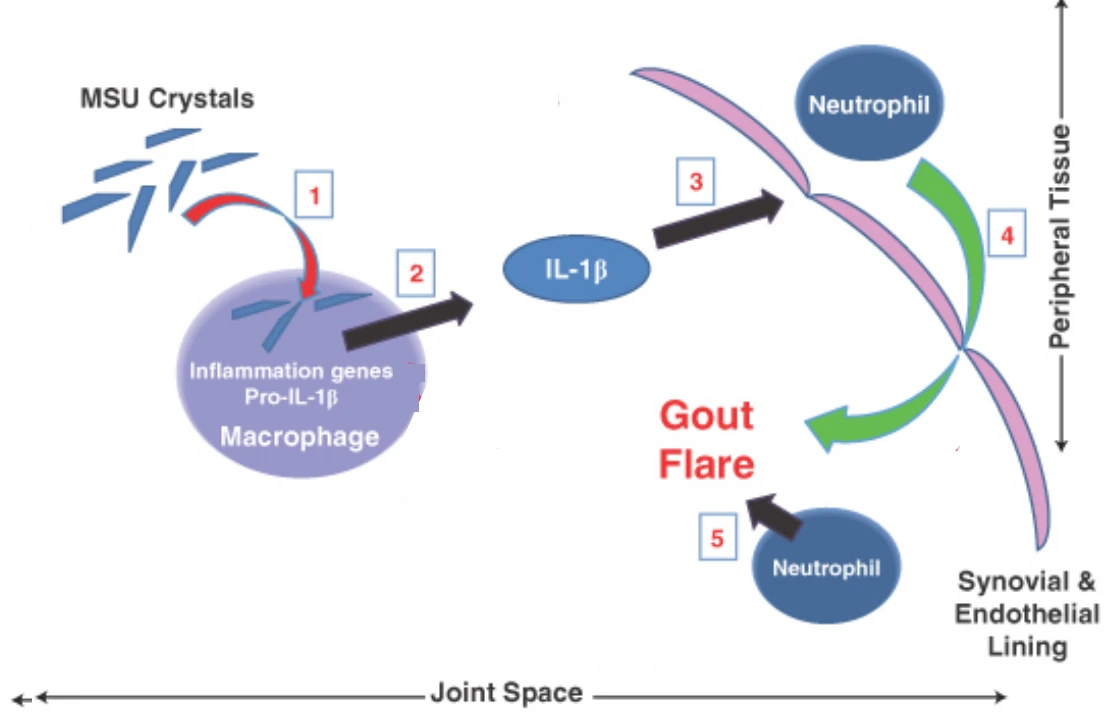 MSU Crystals
1
2
Inflammation genes
Pro-IL-1β
Macrophage
IL-1β
3
Neutrophil
4
Peripheral Tissue
Gout
Flare
5
Neutrophil
Synovial &
Endothelial
Lining
Joint Space